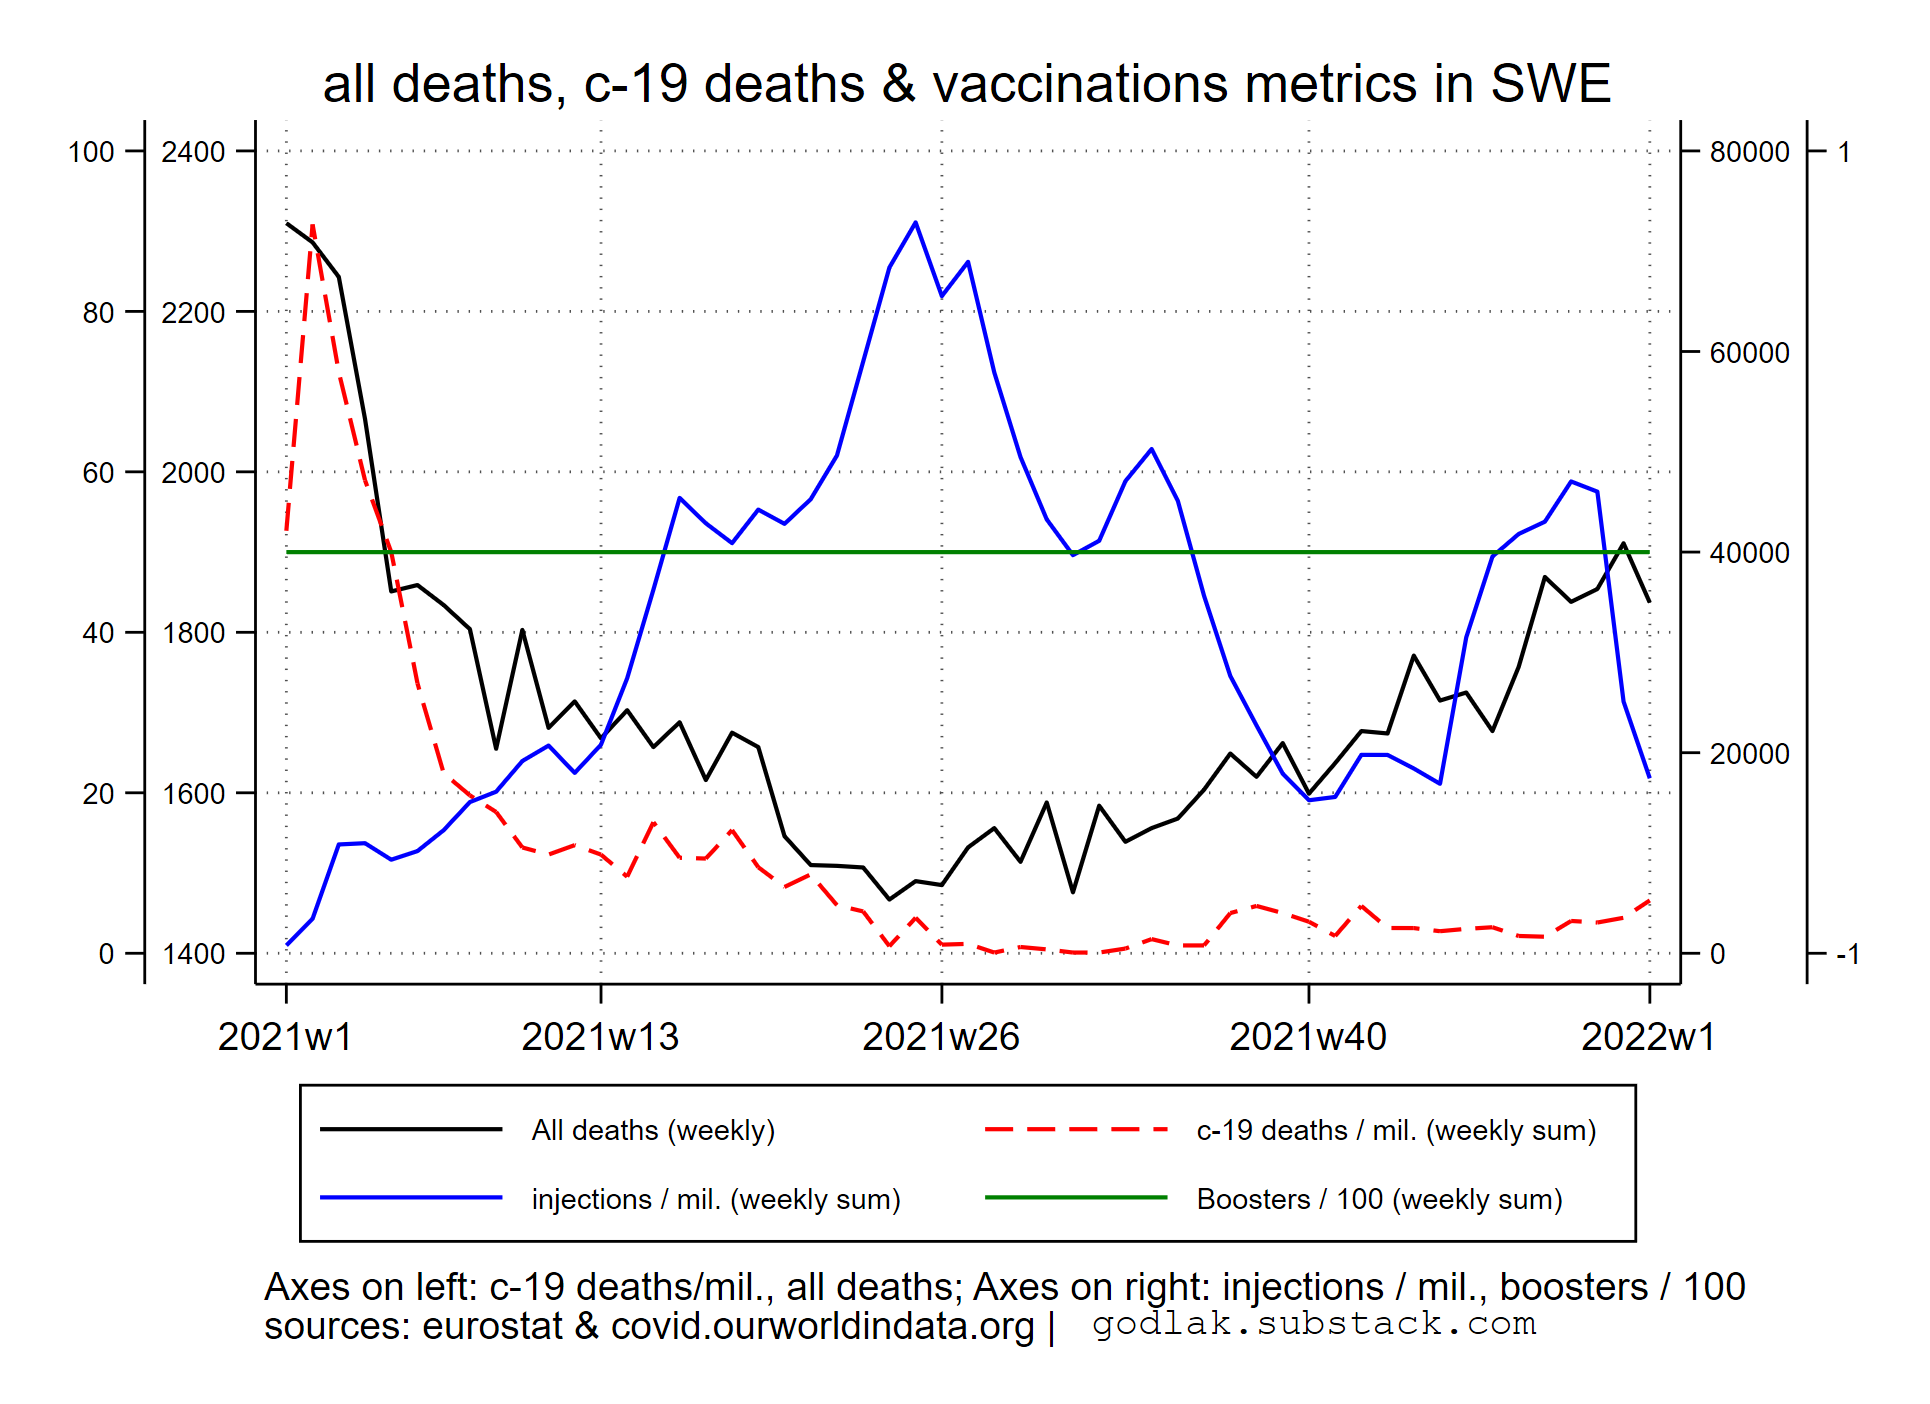 all deaths, c-19 deaths & vaccinations metrics in SWE
100 2400 80000 1
80 2200
60000
60 2000
40000
40 1800
20000
20 1600
0 1400 0 -1
2021w1 2021w13 2021w26 2021w40 2022w1
All deaths (weekly) c-19 deaths / mil. (weekly sum)
injections / mil. (weekly sum) Boosters / 100 (weekly sum)
Axes on left: c-19 deaths/mil., all deaths; Axes on right: injections / mil., boosters / 100
sources: eurostat & covid.ourworldindata.org | godlak.substack.com